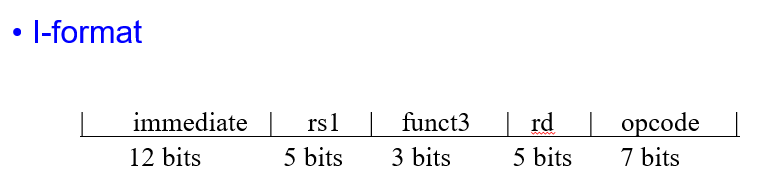 • I-format
| immediate | rs1 | funct3 | rd | opcode |
12 bits 5 bits 3 bits 5 bits 7 bits